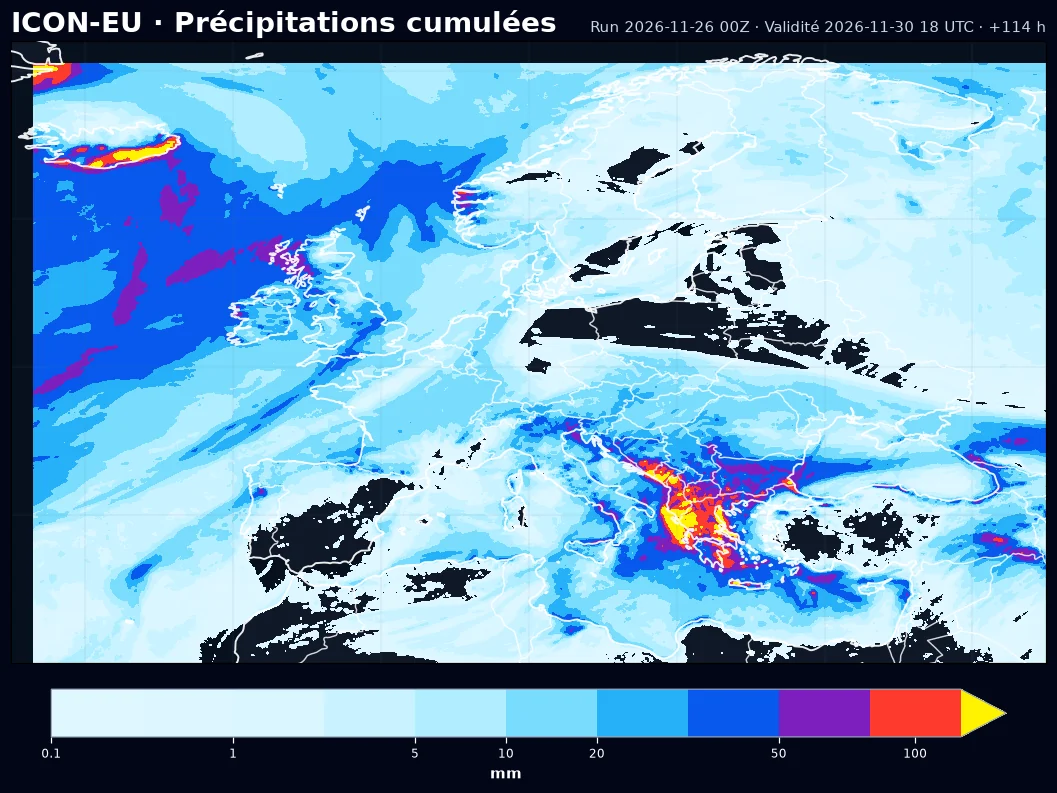 ICON-EU · Précipitations cumulées
Run 2026-11-26 00Z · Validité 2026-11-30 18 UTC · +114 h
0.1 1 5 10 20 50 100
mm